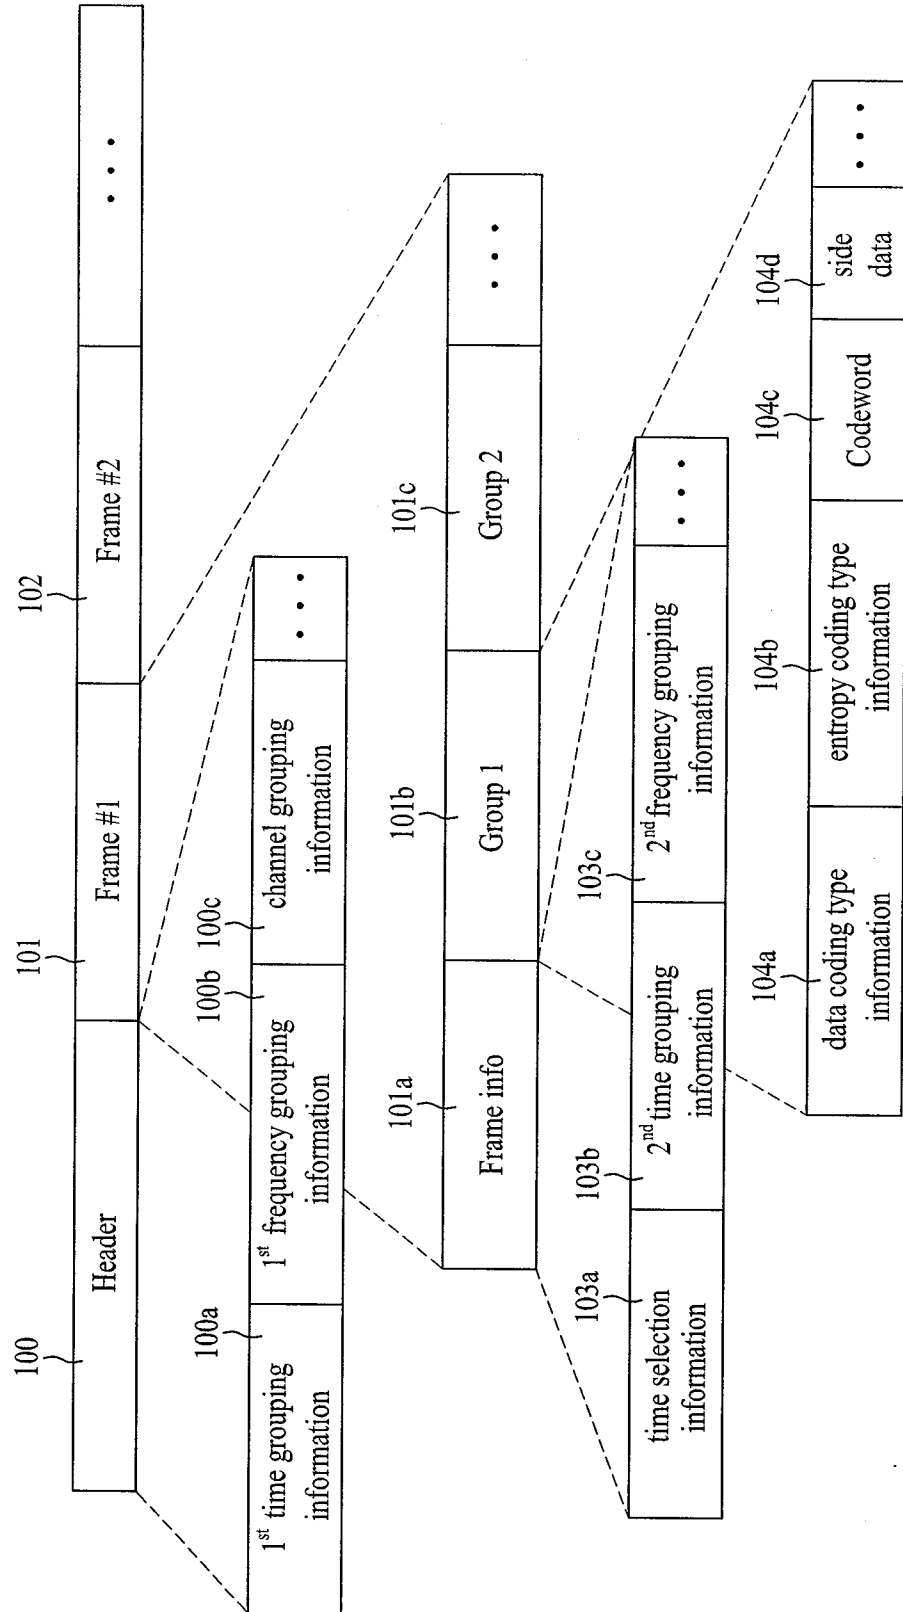 100
101
102
Header
Frame #1
Frame #2
• • •
100a
100b
100c
1st time grouping
information
1st frequency grouping
information
channel grouping
information
• • •
101a
101b
101c
Frame info
Group 1
Group 2
• • •
103a
103b
103c
time selection
information
2nd time grouping
information
2nd frequency grouping
information
• • •
104a
104b
104c
104d
data coding type
information
entropy coding type
information
Codeword
side
data
• • •